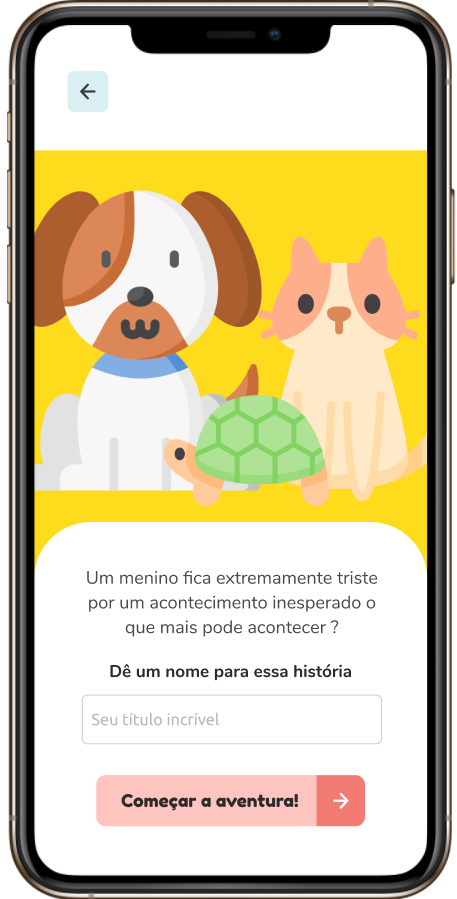 Um menino fica extremamente triste
por um acontecimento inesperado o
que mais pode acontecer ?
Dê um nome para essa história
Seu título incrível
Começar a aventura!